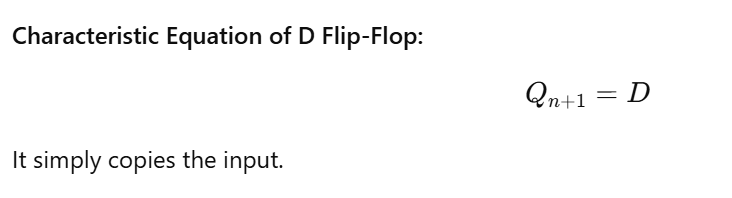 Characteristic Equation of D Flip-Flop:
Qₙ₊₁ = D
It simply copies the input.